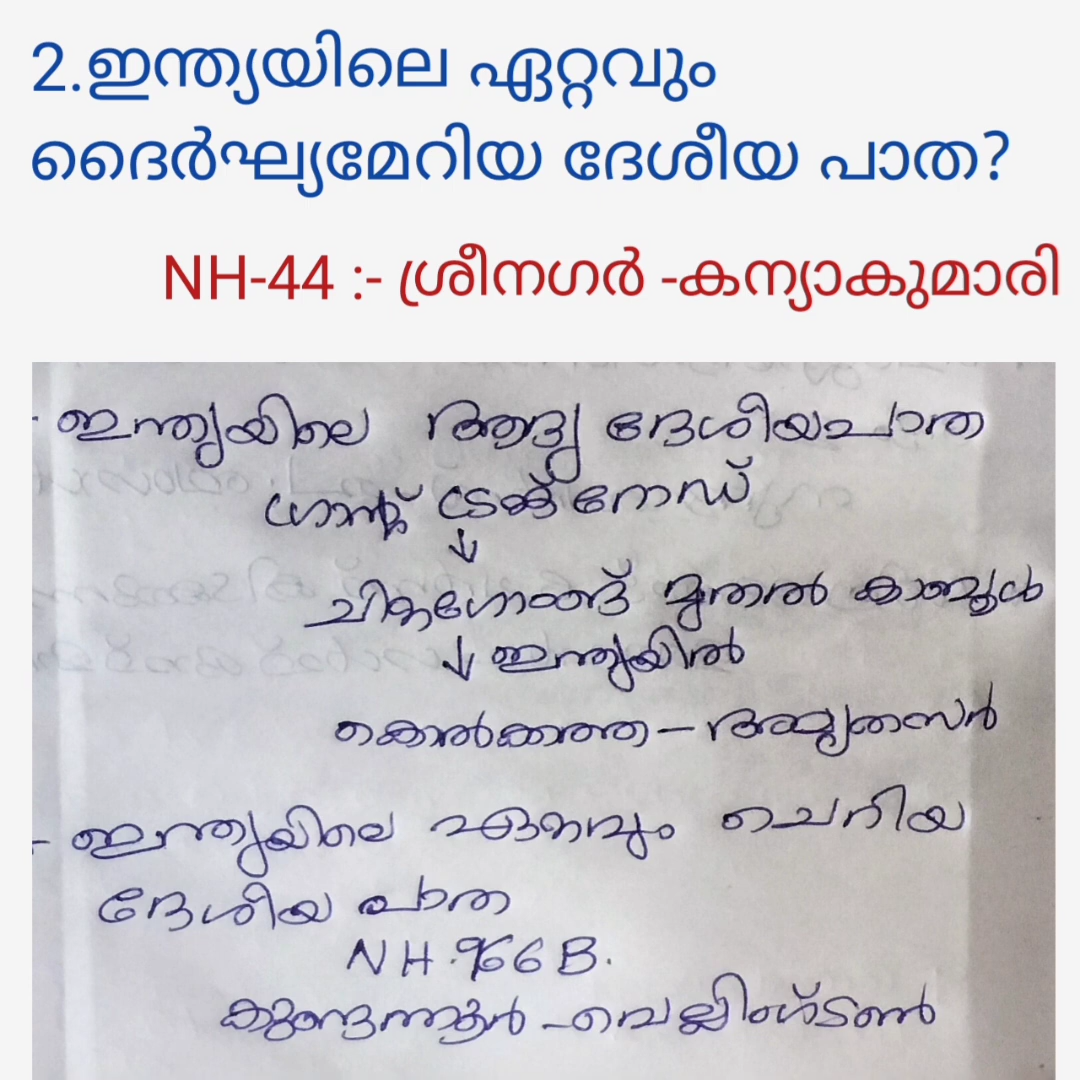 2.ഇന്ത്യയിലെ ഏറ്റവും
ദൈർഘ്യമേറിയ ദേശീയ പാത?
NH-44 :- ശ്രീനഗർ -കന്യാകുമാരി
- ഇന്ത്യയിലെ ആദ്യ ദേശീയപാത
ഗ്രാന്റ് ട്രങ്ക് റോഡ്
↓
ചിറ്റഗോങ്ങ് മുതൽ കാബൂൾ
↓ ഇന്ത്യയിൽ
കൊൽക്കത്ത – അമൃതസർ
- ഇന്ത്യയിലെ ഏറ്റവും ചെറിയ
ദേശീയ പാത
NH.966B.
കുണ്ടന്നൂർ -വെല്ലിംഗ്ടൺ